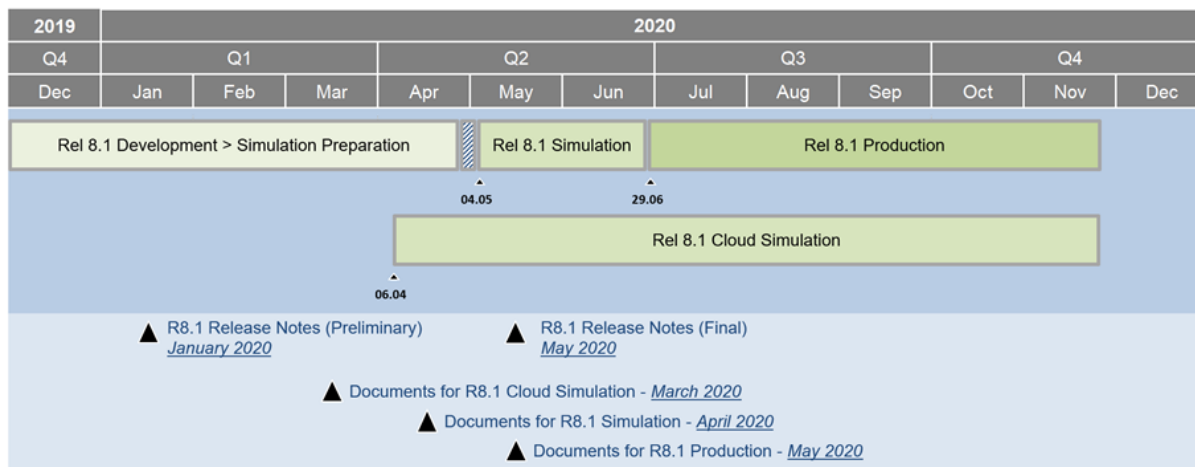 2019 2020
Q4 Q1 Q2 Q3 Q4
Dec Jan Feb Mar Apr May Jun Jul Aug Sep Oct Nov Dec
Rel 8.1 Development > Simulation Preparation Rel 8.1 Simulation Rel 8.1 Production
04.05 29.06
Rel 8.1 Cloud Simulation
06.04
R8.1 Release Notes (Preliminary) R8.1 Release Notes (Final)
January 2020 May 2020
Documents for R8.1 Cloud Simulation - March 2020
Documents for R8.1 Simulation - April 2020
Documents for R8.1 Production - May 2020